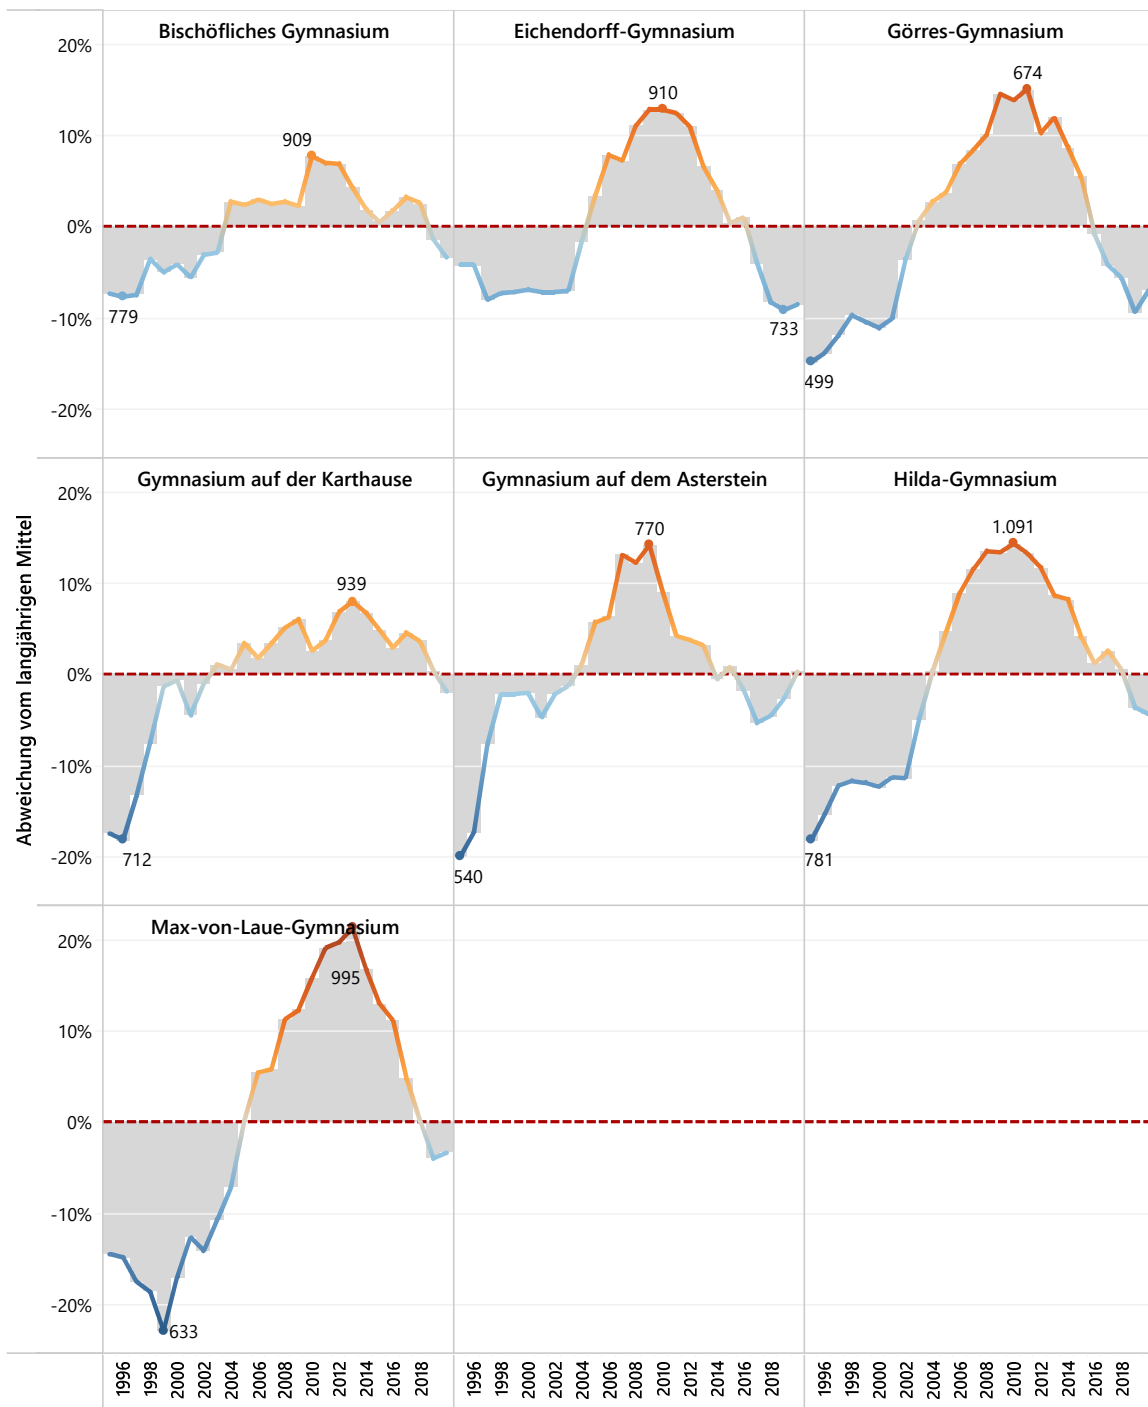 Bischöfliches Gymnasium
Eichendorff-Gymnasium
Görres-Gymnasium
20%
10%
0%
-10%
-20%
909
779
910
733
674
499
Abweichung vom langjährigen Mittel
Gymnasium auf der Karthause
Gymnasium auf dem Asterstein
Hilda-Gymnasium
20%
10%
0%
-10%
-20%
939
712
770
540
1.091
781
Max-von-Laue-Gymnasium
20%
10%
0%
-10%
-20%
995
633
1996 1998 2000 2002 2004 2006 2008 2010 2012 2014 2016 2018
1996 1998 2000 2002 2004 2006 2008 2010 2012 2014 2016 2018
1996 1998 2000 2002 2004 2006 2008 2010 2012 2014 2016 2018